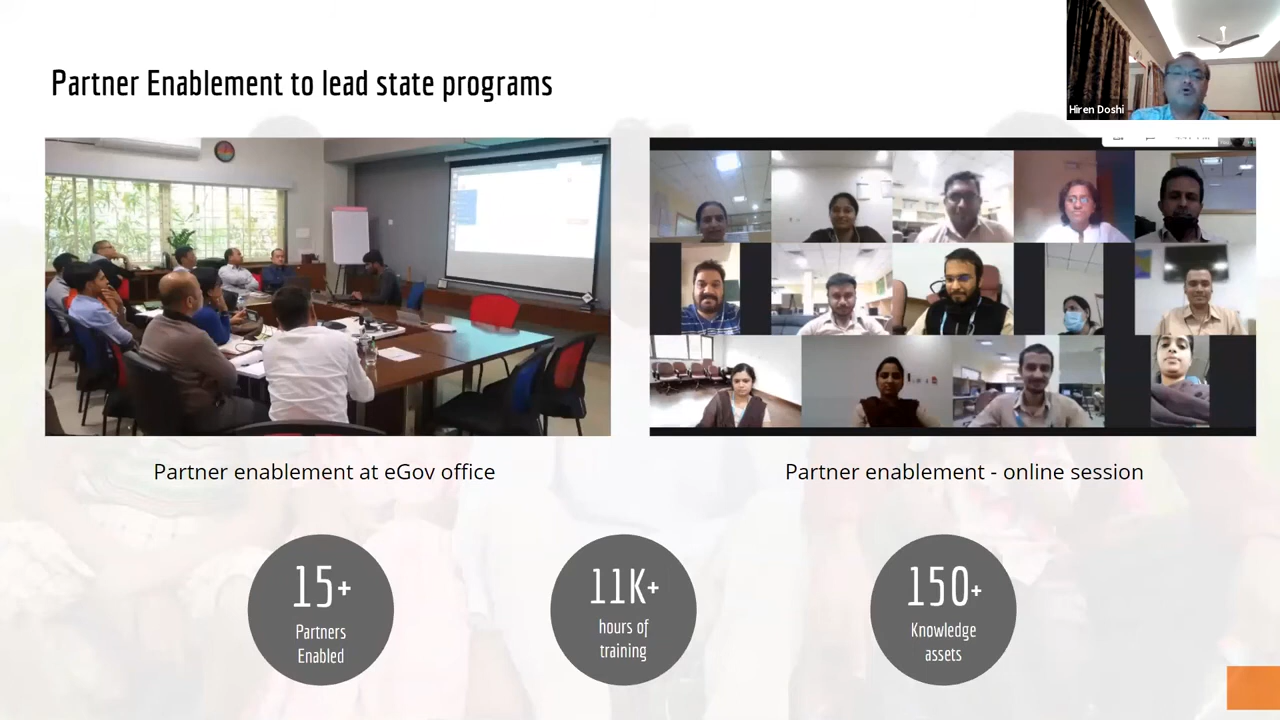 Partner Enablement to lead state programs
Hiren Doshi
Partner enablement at eGov office
Partner enablement - online session
15+
Partners
Enabled
11K+
hours of
training
150+
Knowledge
assets